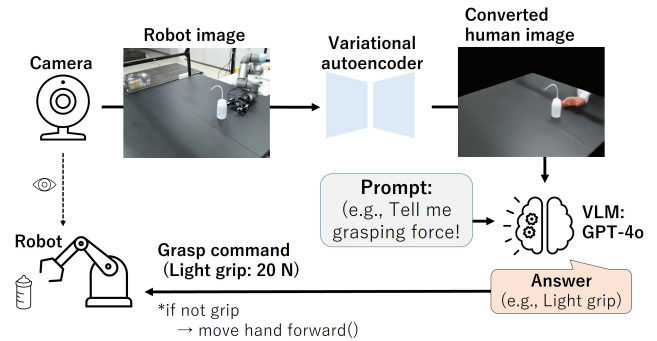 Camera
Robot image
Variational
autoencoder
Converted
human image
Prompt:
(e.g., Tell me
grasping force!
VLM:
GPT-4o
Answer
(e.g., Light grip)
Robot
Grasp command
(Light grip: 20 N)
*if not grip
→ move hand forward()